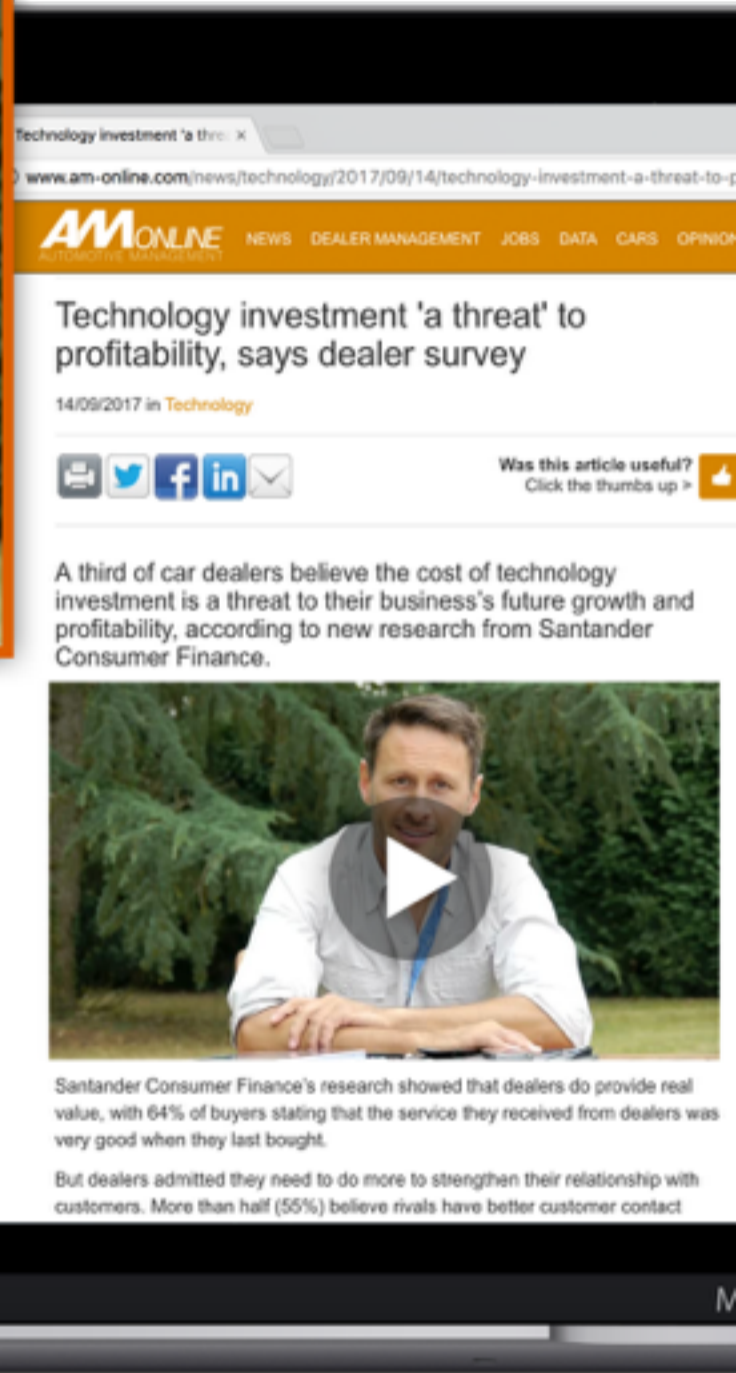 Technology investment 'a thre
www.am-online.com/news/technology/2017/09/14/technology-investment-a-threat-to-p
AM ONLINE
AUTOMOTIVE MANAGEMENT
NEWS DEALER MANAGEMENT JOBS DATA CARS OPINION
Technology investment 'a threat' to
profitability, says dealer survey
14/09/2017 in Technology
Was this article useful?
Click the thumbs up >
A third of car dealers believe the cost of technology
investment is a threat to their business's future growth and
profitability, according to new research from Santander
Consumer Finance.
Santander Consumer Finance's research showed that dealers do provide real
value, with 64% of buyers stating that the service they received from dealers was
very good when they last bought.
But dealers admitted they need to do more to strengthen their relationship with
customers. More than half (55%) believe rivals have better customer contact
M